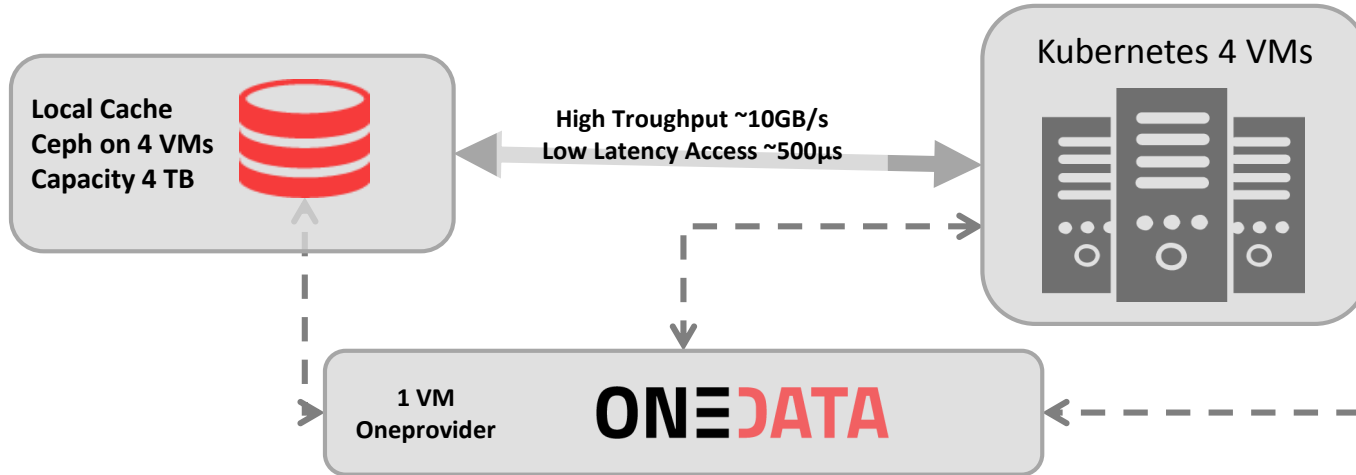 Kubernetes 4 VMs
Local Cache
Ceph on 4 VMs
Capacity 4 TB
High Troughput ~10GB/s
Low Latency Access ~500μs
1 VM
Oneprovider
ONEDATA